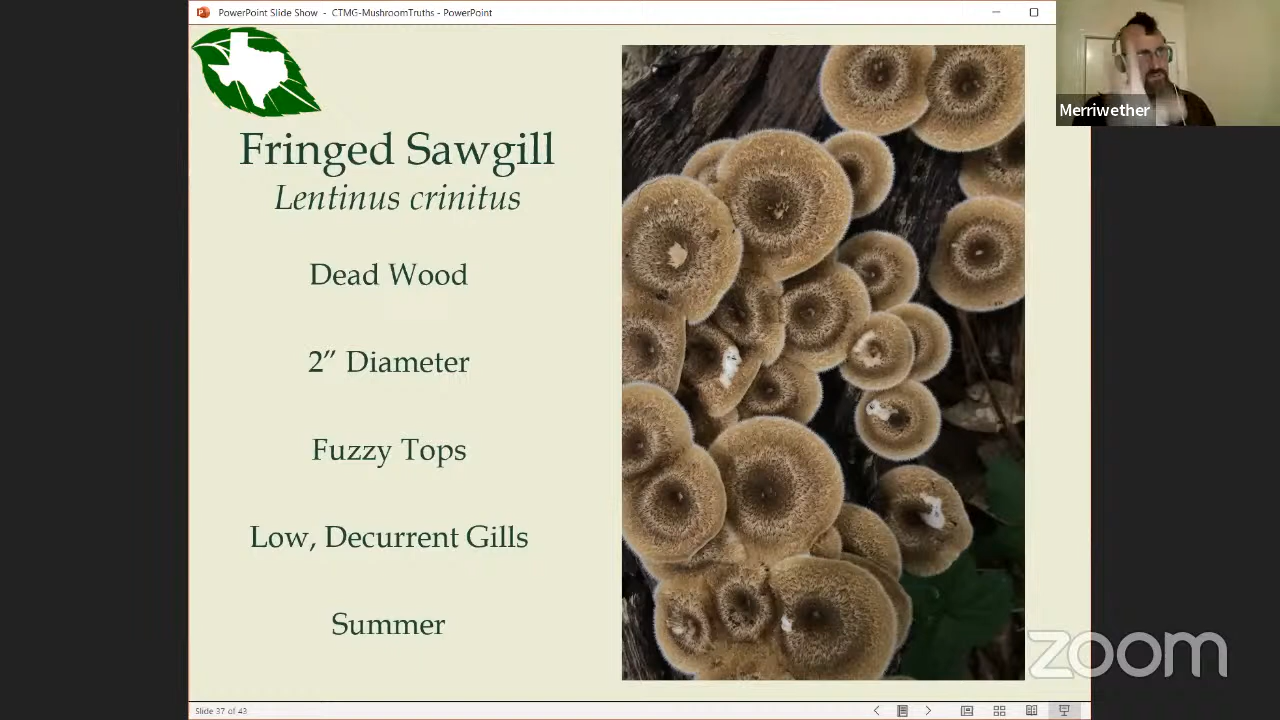 PowerPoint Slide Show - CTMG-MushroomTruths - PowerPoint
Merriwether
Fringed Sawgill
Lentinus crinitus
Dead Wood
2” Diameter
Fuzzy Tops
Low, Decurrent Gills
Summer
zoom
Slide 37 of 43